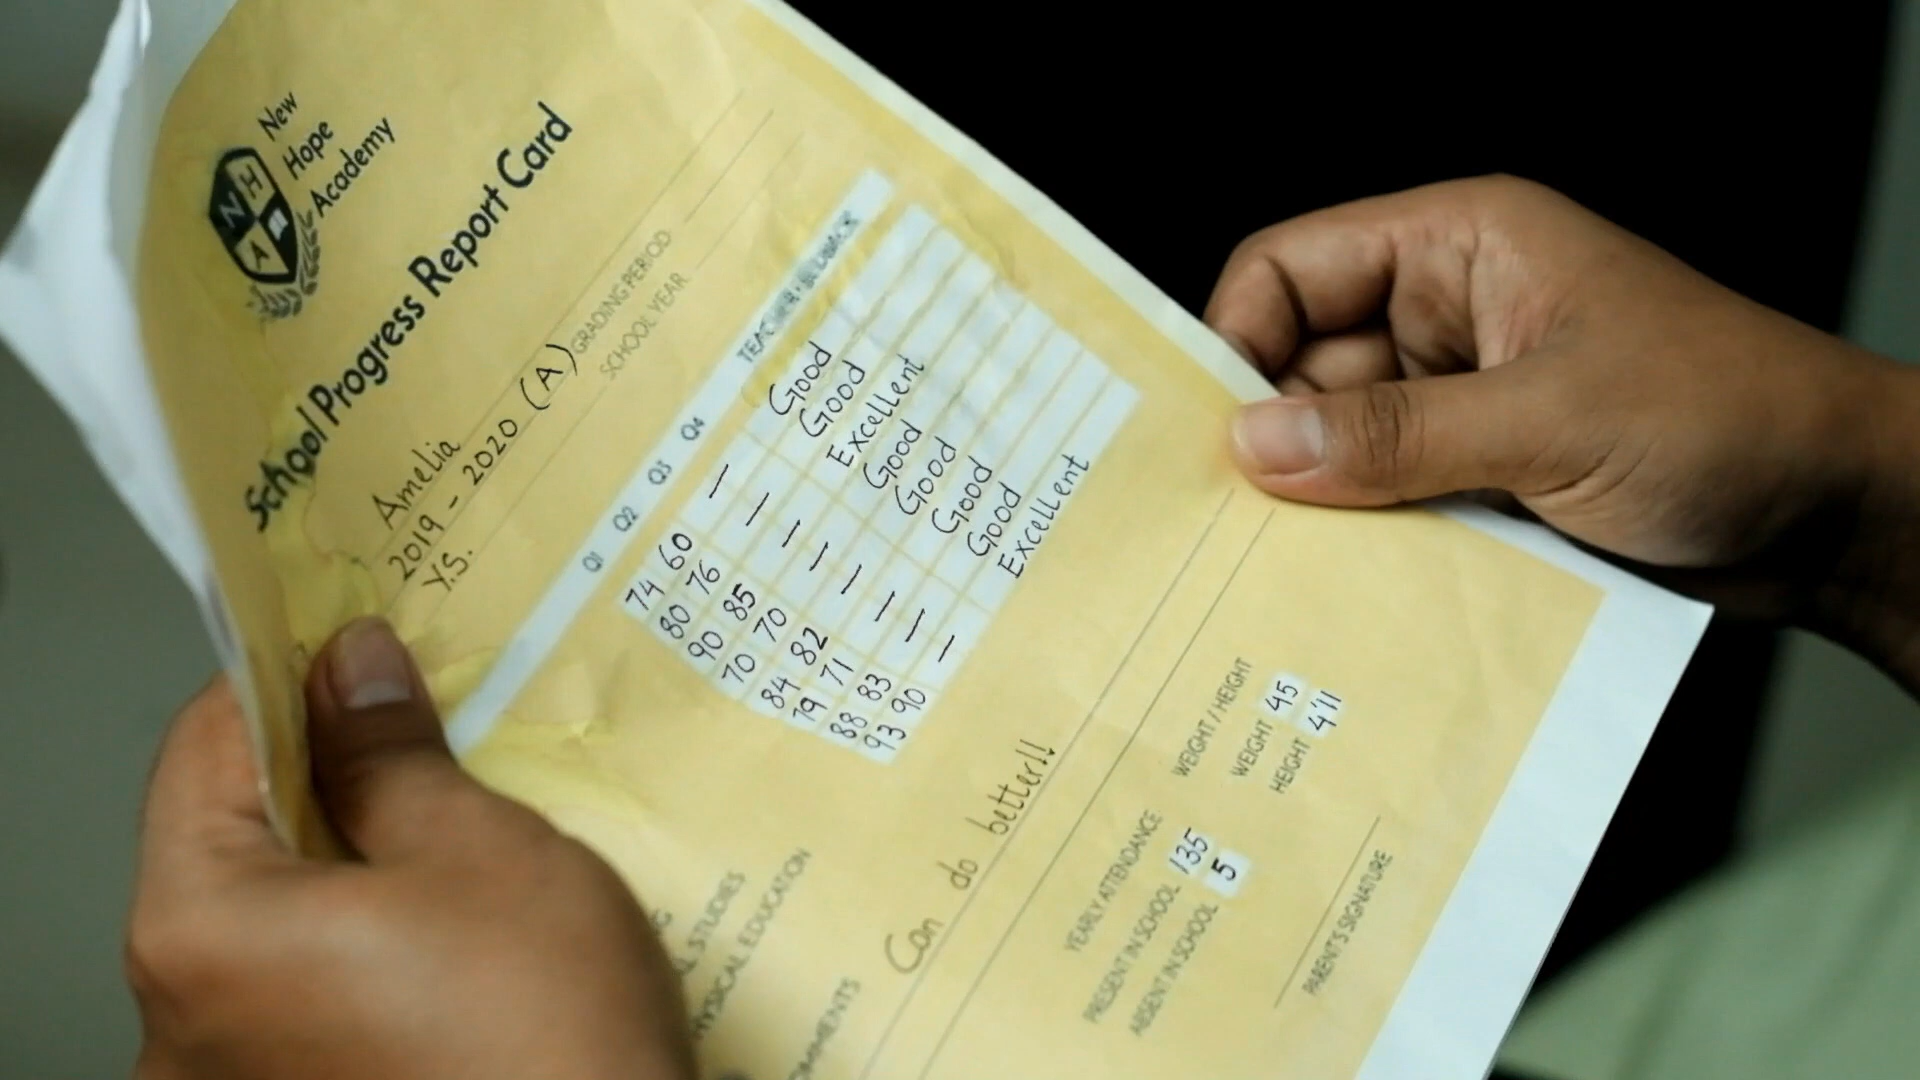 New
Hope
Academy
N H
A
School Progress Report Card
Amelia
2019 - 2020 (A) GRADING PERIOD
Y.S. SCHOOL YEAR
Q1 Q2 Q3 Q4
74 60 — Good
80 76 — Good
90 85 — Excellent
70 70 — Good
84 82 — Good
79 71 — Good
88 83 — Good
93 90 — Excellent
STUDIES
PHYSICAL EDUCATION
Can do better!!
YEARLY ATTENDANCE WEIGHT / HEIGHT
PRESENT IN SCHOOL 135 WEIGHT 45
ABSENT IN SCHOOL 5 HEIGHT 4'11
PARENT'S SIGNATURE